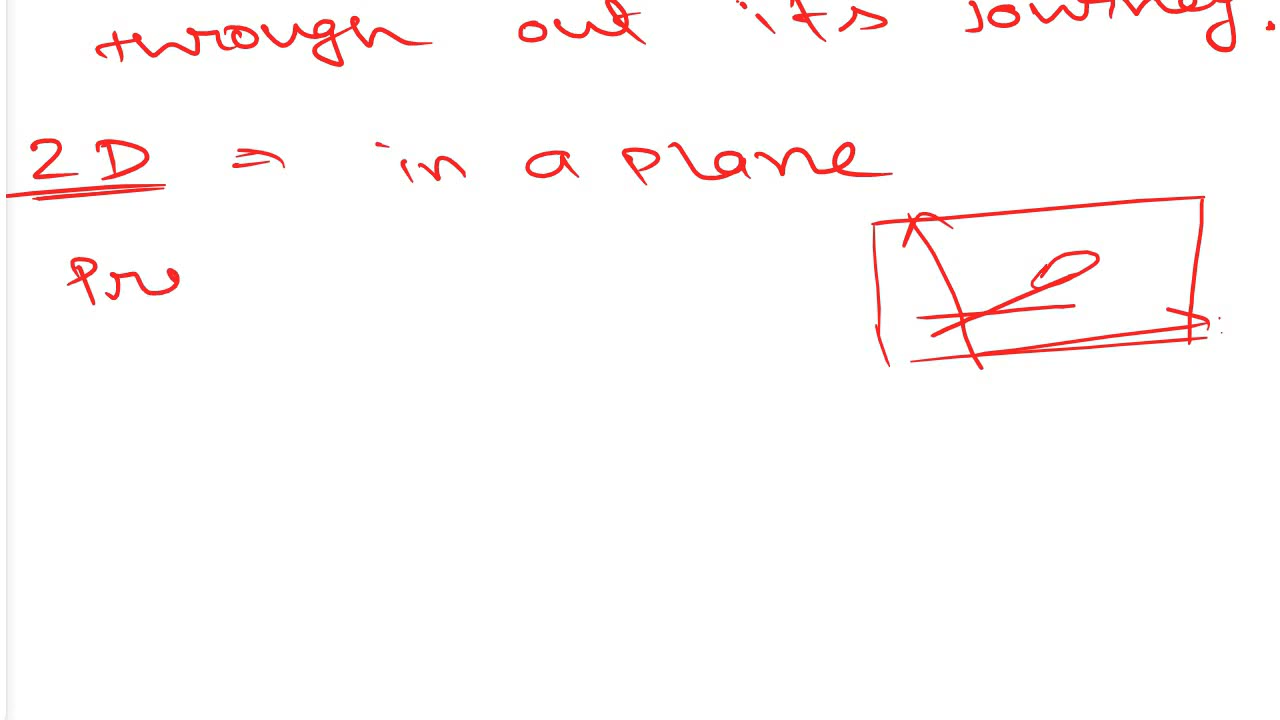 through out its journey.
2D ⇒ in a plane
Pro